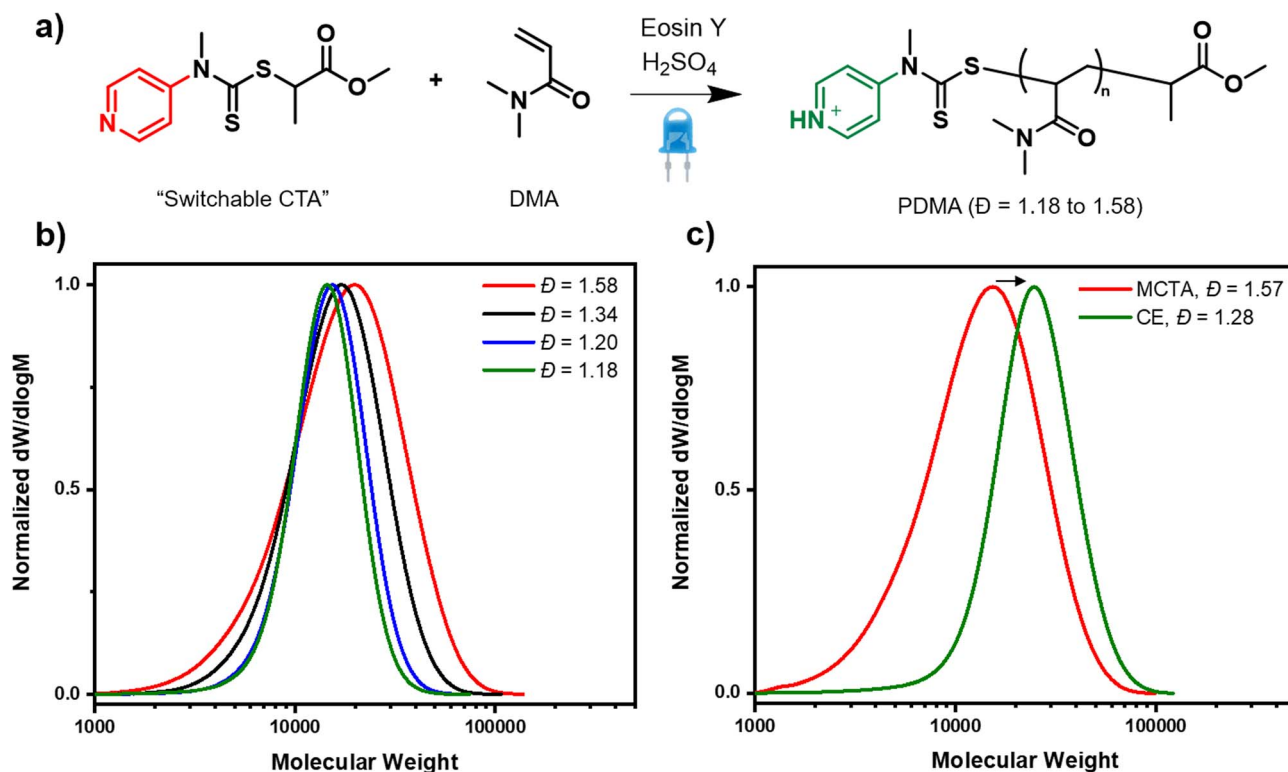 a)
N
S
O
O
S
N
+
N
O
Eosin Y
H₂SO₄
N
S
n
O
O
HN+
S
N
O
"Switchable CTA"
DMA
PDMA (Đ = 1.18 to 1.58)
b)
Normalized dW/dlogM
1.0
0.5
0.0
1000
10000
100000
Molecular Weight
Đ = 1.58
Đ = 1.34
Đ = 1.20
Đ = 1.18
c)
Normalized dW/dlogM
1.0
0.5
0.0
1000
10000
100000
Molecular Weight
MCTA, Đ = 1.57
CE, Đ = 1.28